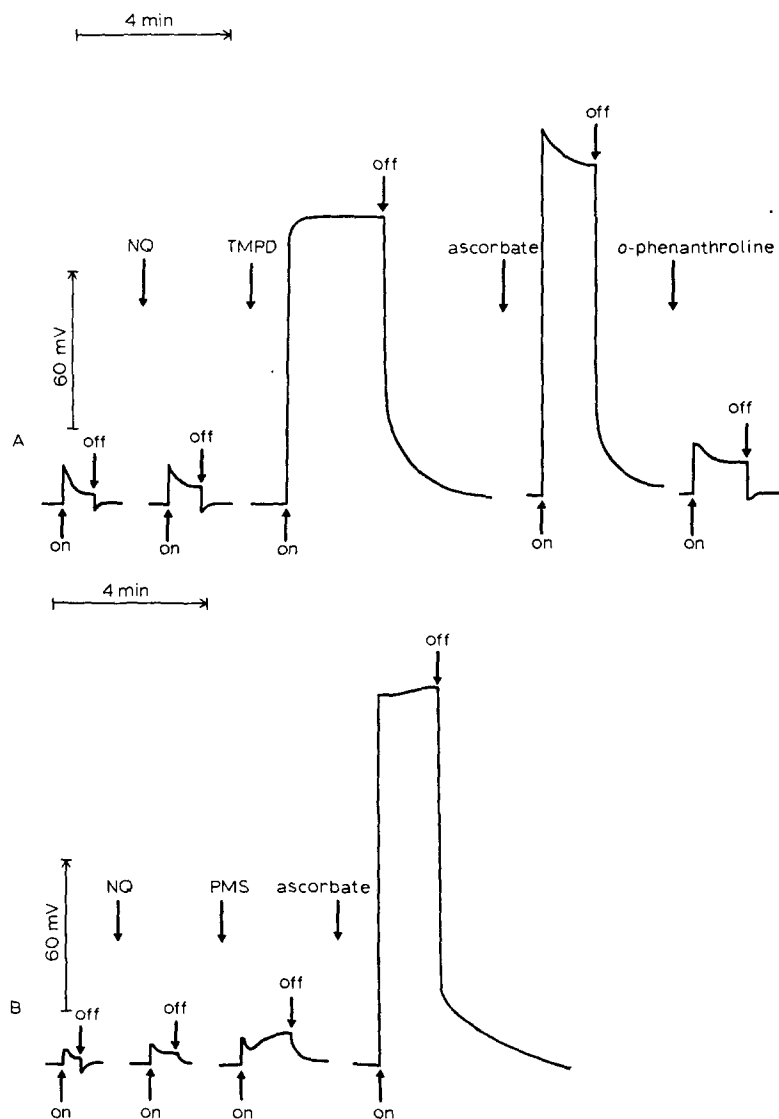 4 min
off
off
NQ
TMPD
ascorbate
o-phenanthroline
60 mV
A
off
off
off
on
on
on
on
on
4 min
off
NQ
PMS
ascorbate
60 mV
off
B
off
off
on
on
on
on